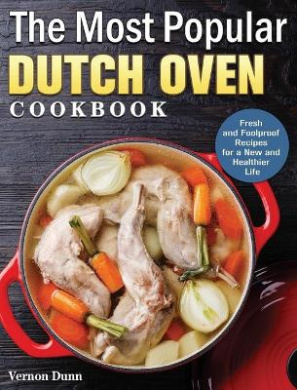 The Most Popular
DUTCH OVEN
COOKBOOK
Fresh
and Foolproof
Recipes
for a New and
Healthier
Life
Vernon Dunn